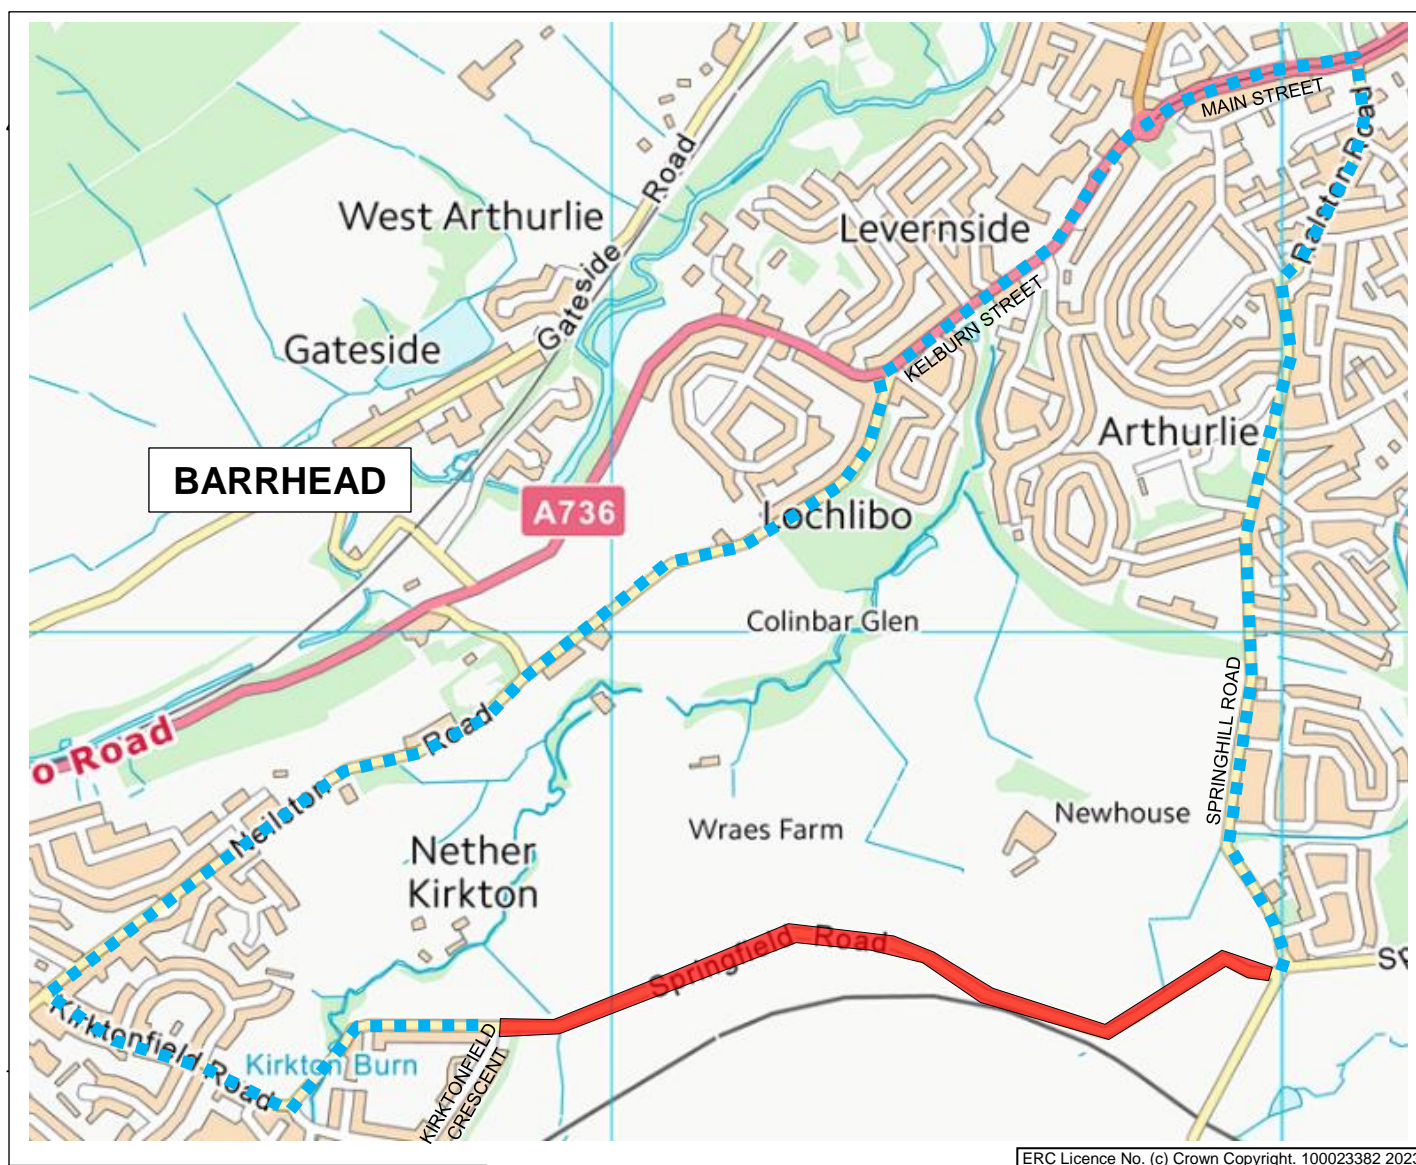 MAIN STREET
Ralston Road
West Arthurlie
Levernside
Gateside Road
Gateside
KELBURN STREET
Arthurlie
BARRHEAD
A736
Lochlibo
Colinbar Glen
SPRINGHILL ROAD
o Road
Neilston Road
Newhouse
Wraes Farm
Nether
Kirkton
Springfield Road
Sp
Kirktonfield Road
Kirkton Burn
KIRKTONFIELD
CRESCENT
ERC Licence No. (c) Crown Copyright. 100023382 2023